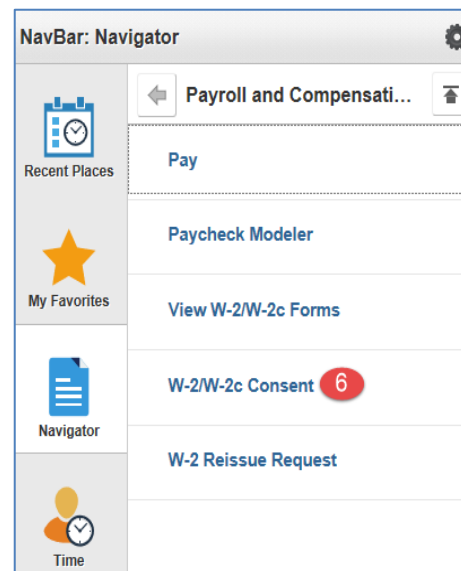 NavBar: Navigator
Recent Places
My Favorites
Navigator
Time
Payroll and Compensati...
Pay
Paycheck Modeler
View W-2/W-2c Forms
W-2/W-2c Consent 6
W-2 Reissue Request